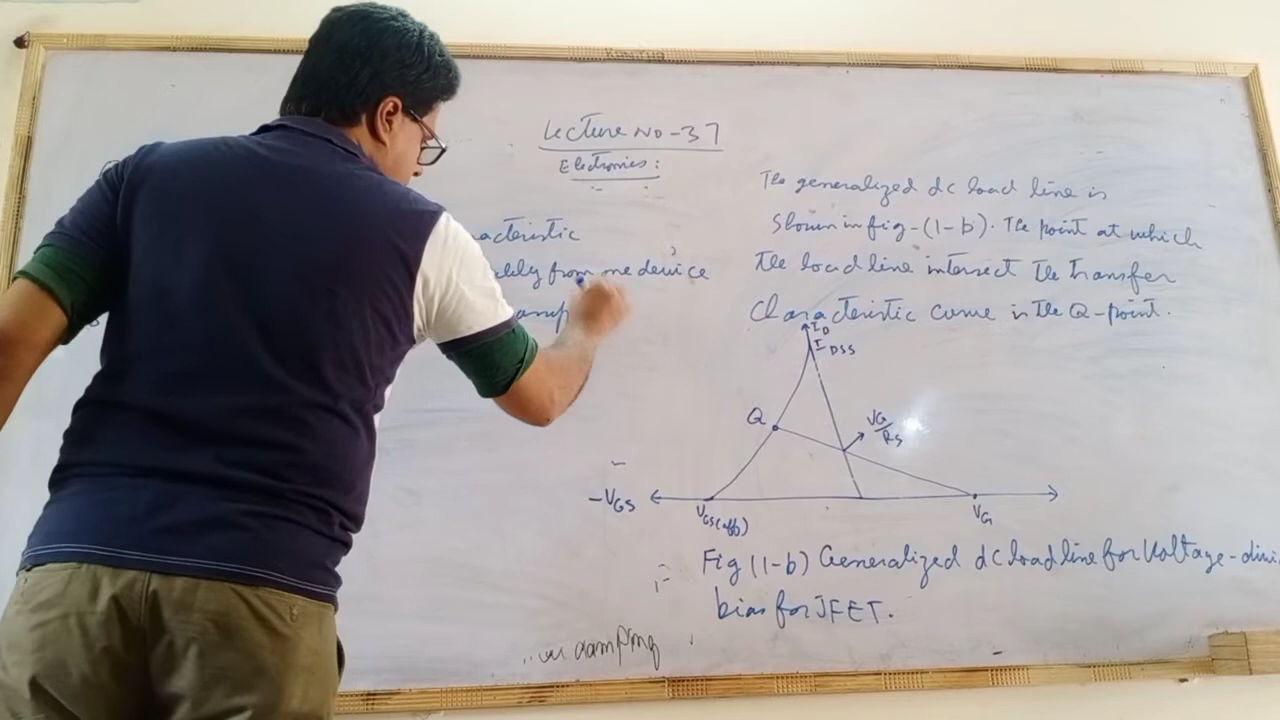 Lecture No-37
Electronics:
acteristic
from one device
The generalized dc load line is
Shown in fig-(1-b). The point at which
the load line intersect the transfer
Characteristic curve is the Q-point.
ID
IDSS
Q
VG/RS
-VGS
VGS(off)
VG
Fig (1-b) Generalized dc load line for Voltage-divi
bias for JFET.